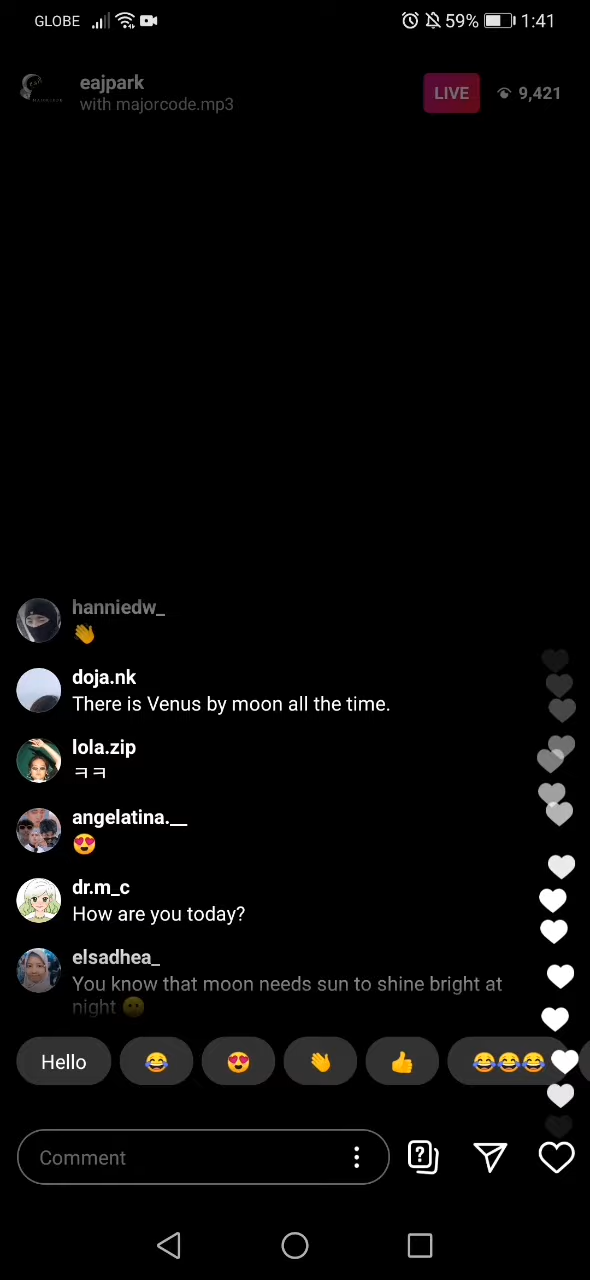 GLOBE 59% 1:41
eajpark
with majorcode.mp3
LIVE 9,421
hanniedw_
👋
doja.nk
There is Venus by moon all the time.
lola.zip
ㅋㅋ
angelatina.__
😍
dr.m_c
How are you today?
elsadhea_
You know that moon needs sun to shine bright at
night 🙂
Hello 😂 😍 👋 👍 😂😂😂
Comment